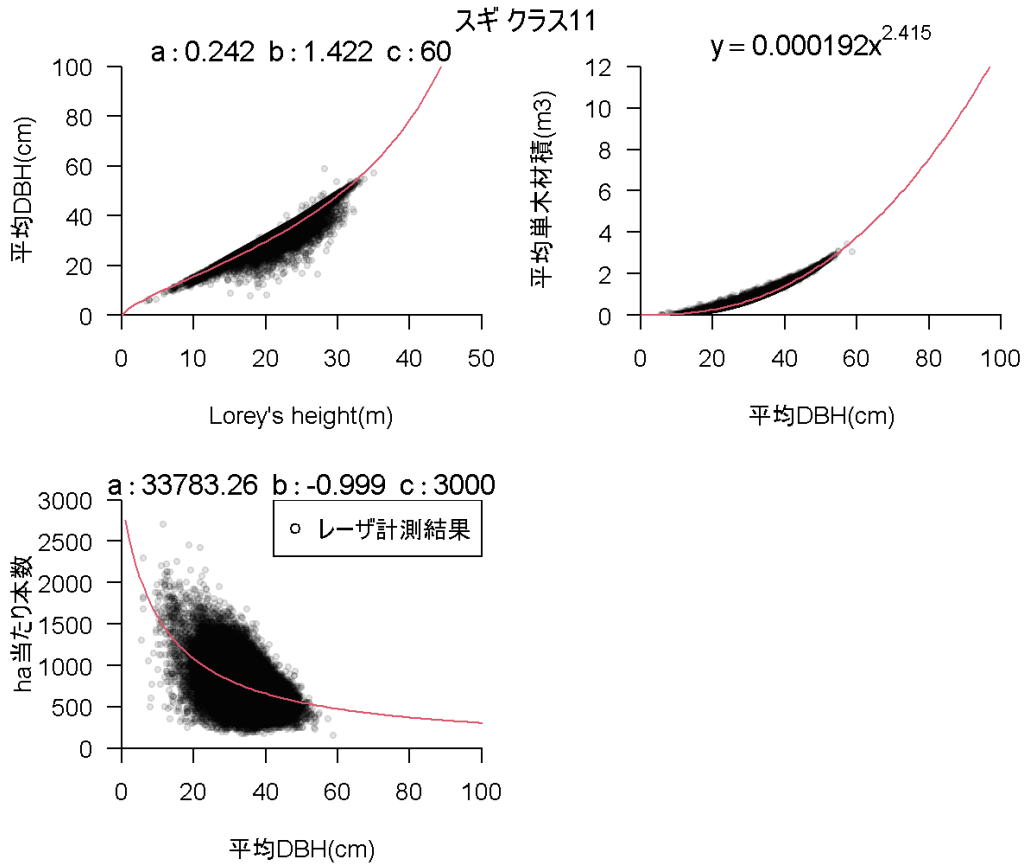 スギ クラス11
a : 0.242 b : 1.422 c : 60
平均DBH(cm)
100
80
60
40
20
0
0 10 20 30 40 50
Lorey's height(m)
y = 0.000192x^2.415
平均単木材積(m3)
12
10
8
6
4
2
0
0 20 40 60 80 100
平均DBH(cm)
a : 33783.26 b : -0.999 c : 3000
ha当たり本数
3000
2500
2000
1500
1000
500
0
レーザ計測結果
0 20 40 60 80 100
平均DBH(cm)